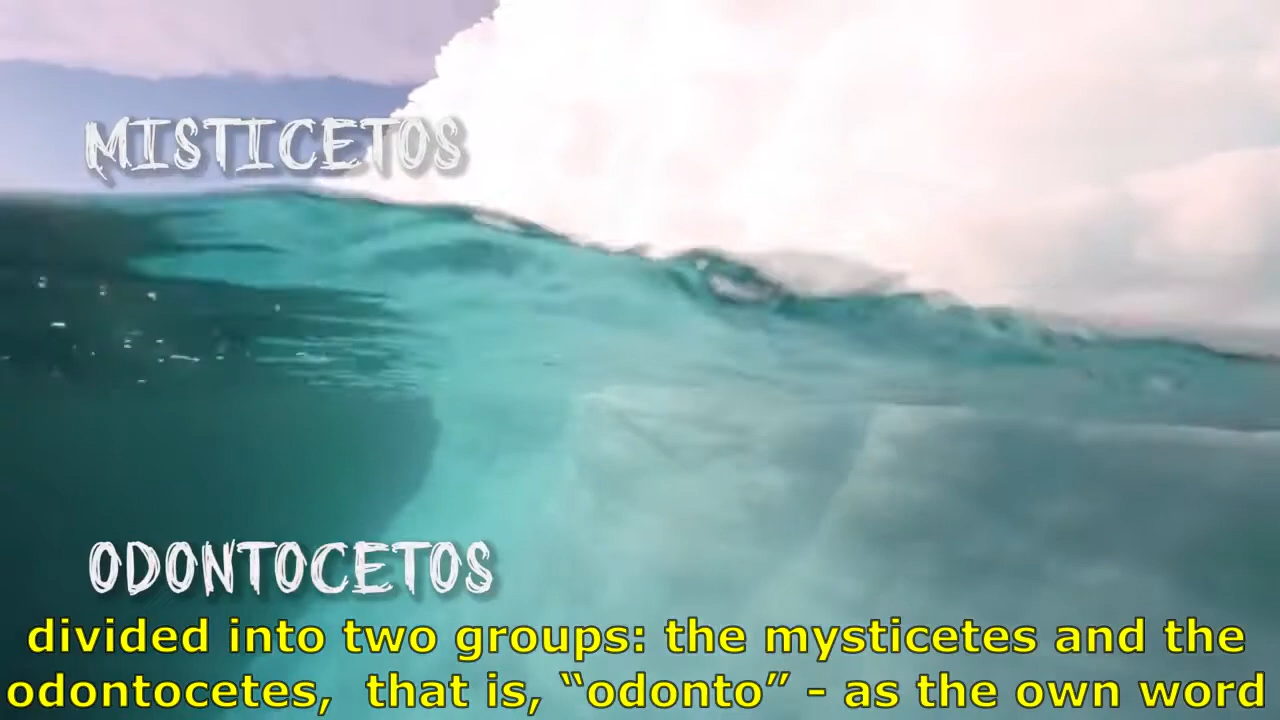 MISTICETOS
ODONTOCETOS
divided into two groups: the mysticetes and the
odontocetes,  that is, “odonto” - as the own word